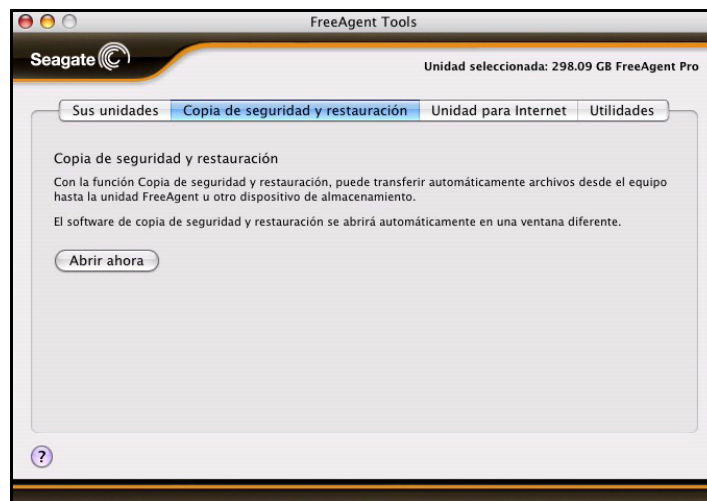 FreeAgent Tools
Seagate
Unidad seleccionada: 298.09 GB FreeAgent Pro
Sus unidades Copia de seguridad y restauración Unidad para Internet Utilidades
Copia de seguridad y restauración
Con la función Copia de seguridad y restauración, puede transferir automáticamente archivos desde el equipo
hasta la unidad FreeAgent u otro dispositivo de almacenamiento.
El software de copia de seguridad y restauración se abrirá automáticamente en una ventana diferente.
Abrir ahora
?